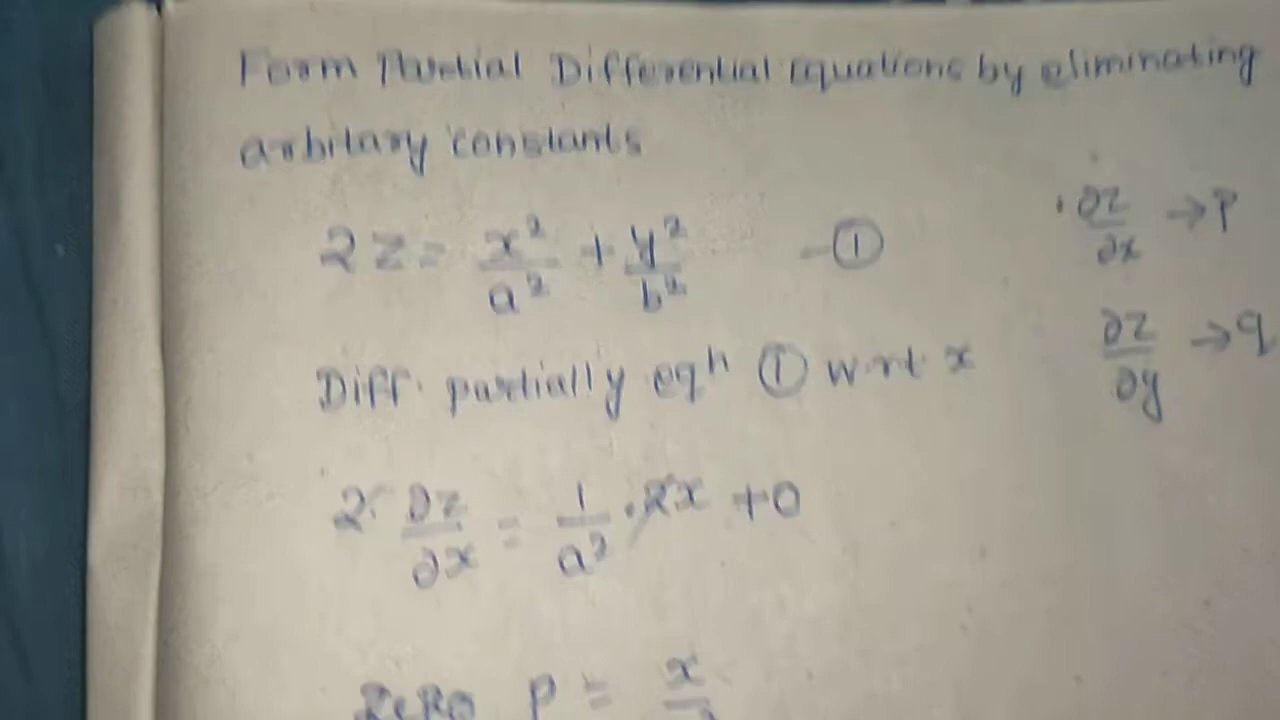 Form Partial Differential Equations by eliminating
arbitary constants
2z = x²/a² + y²/b² -①
∂z/∂x → p
∂z/∂y → q
Diff. partially eqn ① w.r.t. x
2. ∂z/∂x = 1/a² . 2x + 0
p = x/